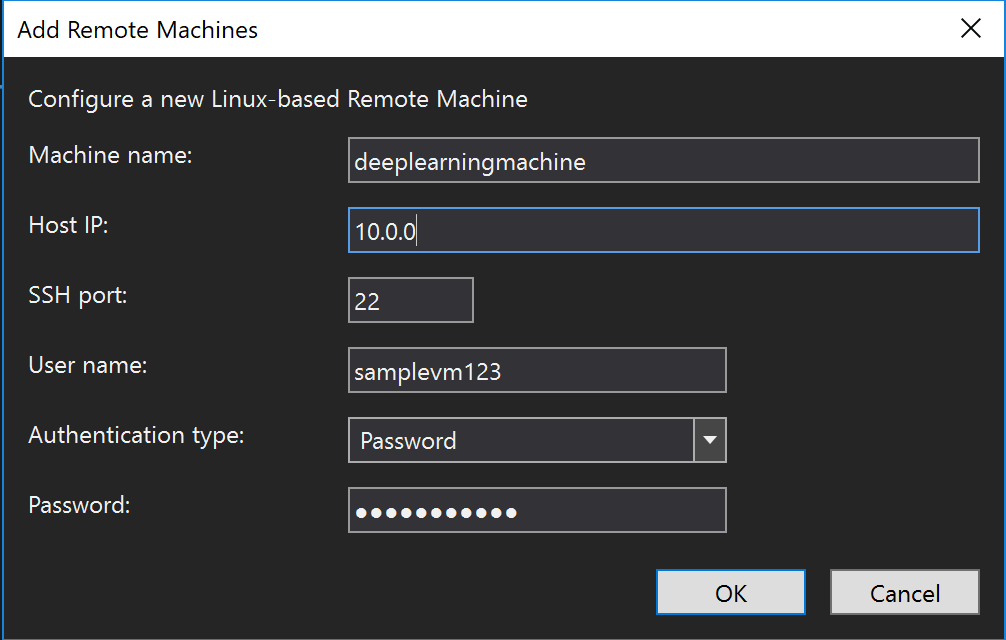 Add Remote Machines
Configure a new Linux-based Remote Machine
Machine name: deeplearningmachine
Host IP: 10.0.0
SSH port: 22
User name: samplevm123
Authentication type: Password
Password: ●●●●●●●●●●●
OK Cancel